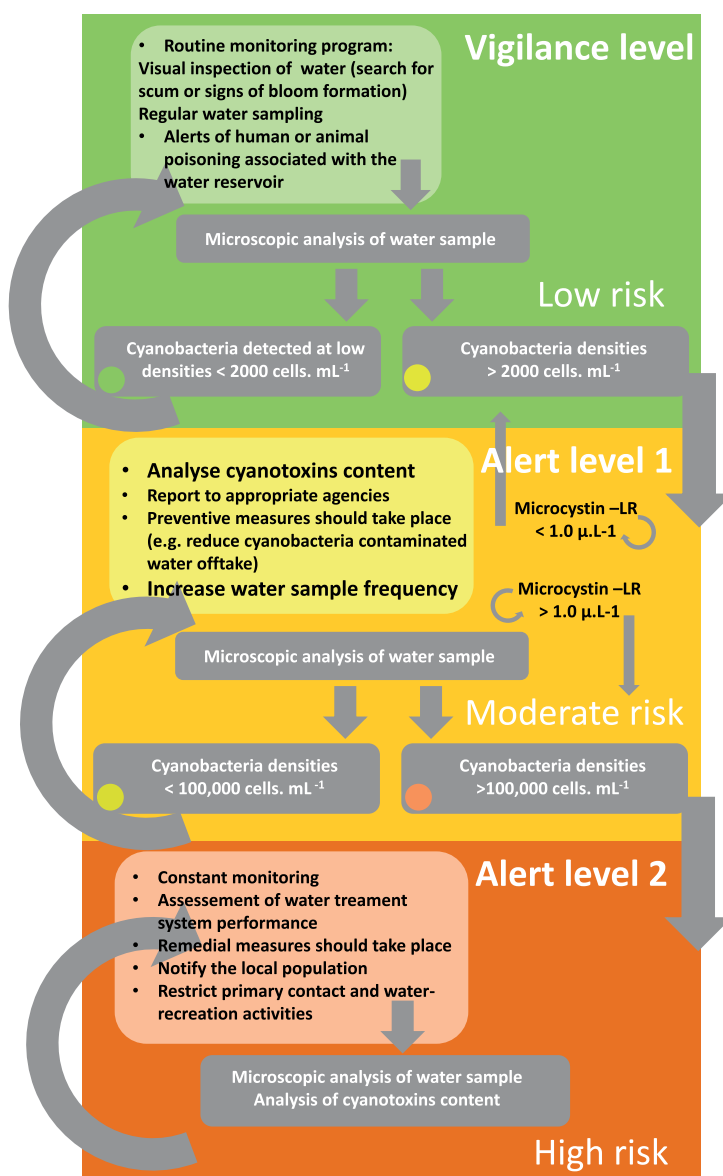 Vigilance level
• Routine monitoring program:
Visual inspection of  water (search for
scum or signs of bloom formation)
Regular water sampling
• Alerts of human or animal
poisoning associated with the
water reservoir
Microscopic analysis of water sample
Low risk
Cyanobacteria detected at low
densities < 2000 cells. mL-1
Cyanobacteria densities
> 2000 cells. mL-1
Alert level 1
• Analyse cyanotoxins content
• Report to appropriate agencies
• Preventive measures should take place
(e.g. reduce cyanobacteria contaminated
water offtake)
• Increase water sample frequency
Microcystin –LR
< 1.0 µ.L-1
Microcystin –LR
> 1.0 µ.L-1
Microscopic analysis of water sample
Moderate risk
Cyanobacteria densities
< 100,000 cells. mL -1
Cyanobacteria densities
>100,000 cells. mL-1
Alert level 2
• Constant monitoring
• Assessement of water treament
system performance
• Remedial measures should take place
• Notify the local population
• Restrict primary contact and water-
recreation activities
Microscopic analysis of water sample
Analysis of cyanotoxins content
High risk